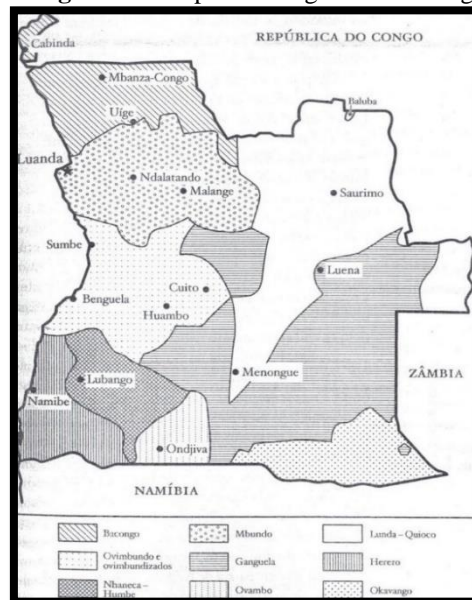 REPÚBLICA DO CONGO
Cabinda
Mbanza-Congo
Baluba
Uíge
Luanda
Ndalatando
Malange
Saurimo
Sumbe
Luena
Cuito
Benguela
Huambo
Menongue
ZÂMBIA
Lubango
Namibe
Ondjiva
NAMÍBIA
Bacongo
Mbundo
Lunda – Quioco
Ovimbundo e
ovimbundizados
Ganguela
Herero
Nhaneca–
Humbe
Ovambo
Okavango